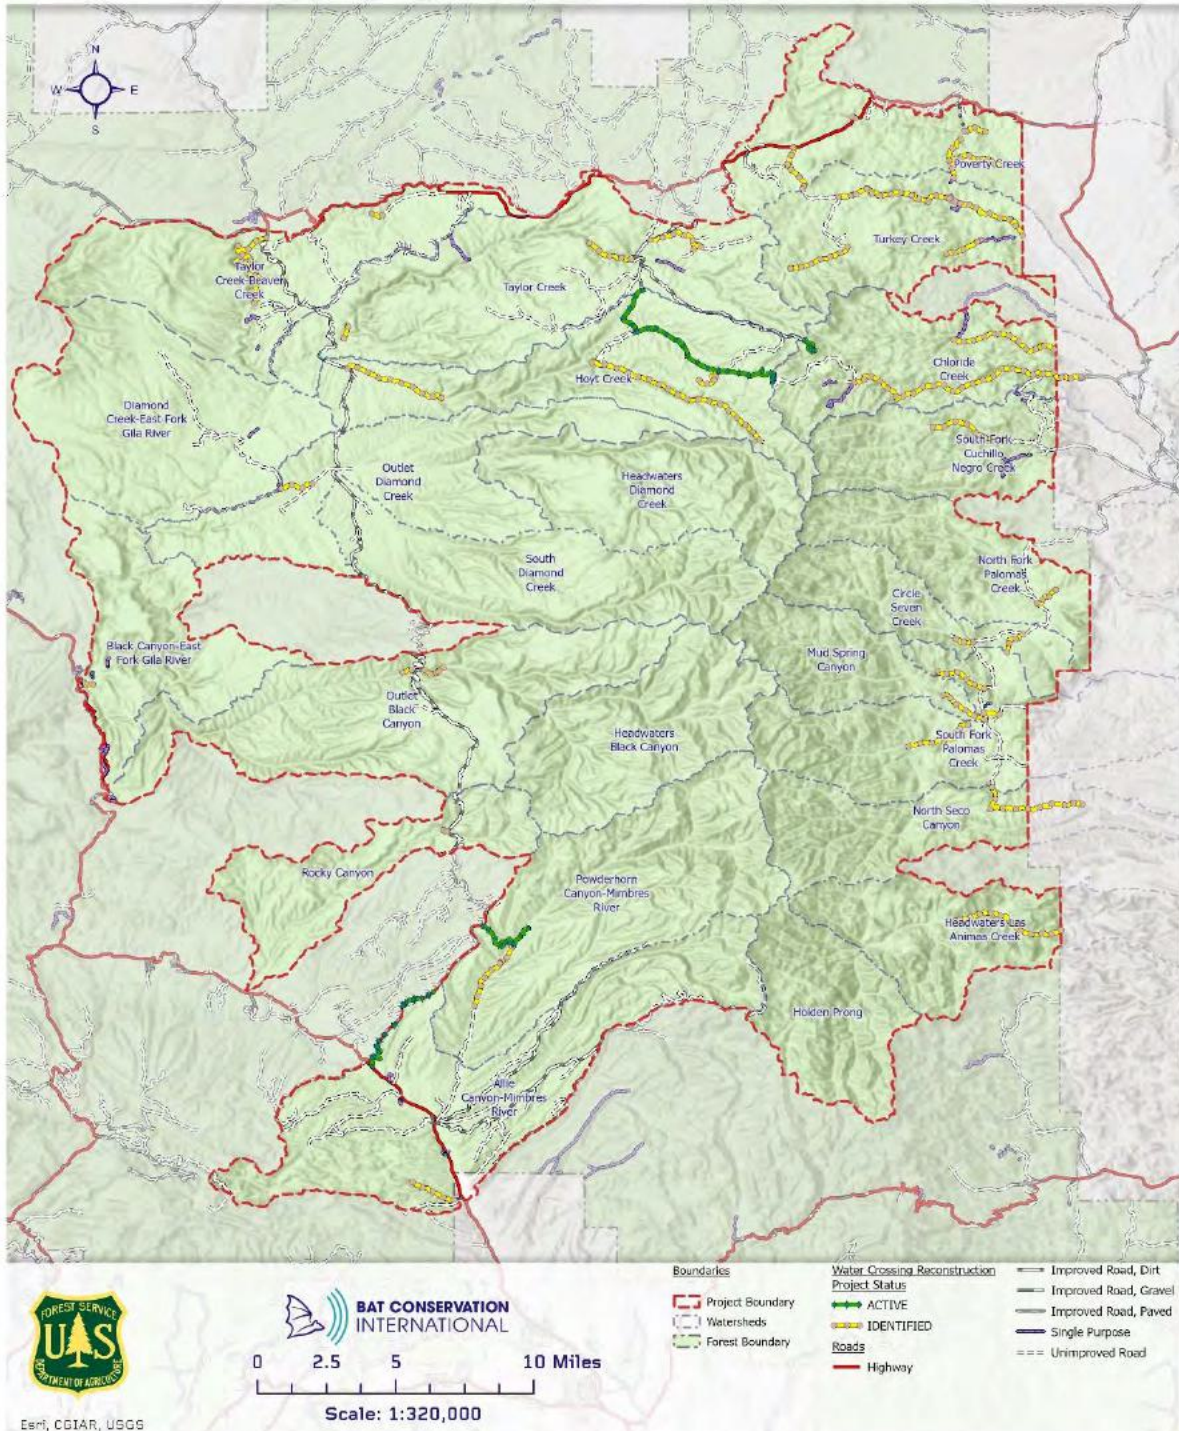 N
W
E
S
Poverty Creek
Turkey Creek
Taylor
Creek-Beaver
Creek
Taylor Creek
Chloride
Creek
Hoyt Creek
Diamond
Creek-East Fork
Gila River
South Fork
Cuchillo
Negro Creek
Outlet
Diamond
Creek
Headwaters
Diamond
Creek
South
Diamond
Creek
North Fork
Palomas
Creek
Circle
Seven
Creek
Black Canyon-East
Fork Gila River
Mud Spring
Canyon
Outlet
Black
Canyon
Headwaters
Black Canyon
South Fork
Palomas
Creek
North Seco
Canyon
Rocky Canyon
Powderhorn
Canyon-Mimbres
River
Headwaters Las
Animas Creek
Holden Prong
Allie
Canyon-Mimbres
River
FOREST SERVICE
U S
DEPARTMENT OF AGRICULTURE
Esri, CGIAR, USGS
BAT CONSERVATION
INTERNATIONAL
0 2.5 5 10 Miles
Scale: 1:320,000
Boundaries
Project Boundary
Watersheds
Forest Boundary
Water Crossing Reconstruction
Project Status
ACTIVE
IDENTIFIED
Roads
Highway
Improved Road, Dirt
Improved Road, Gravel
Improved Road, Paved
Single Purpose
Unimproved Road